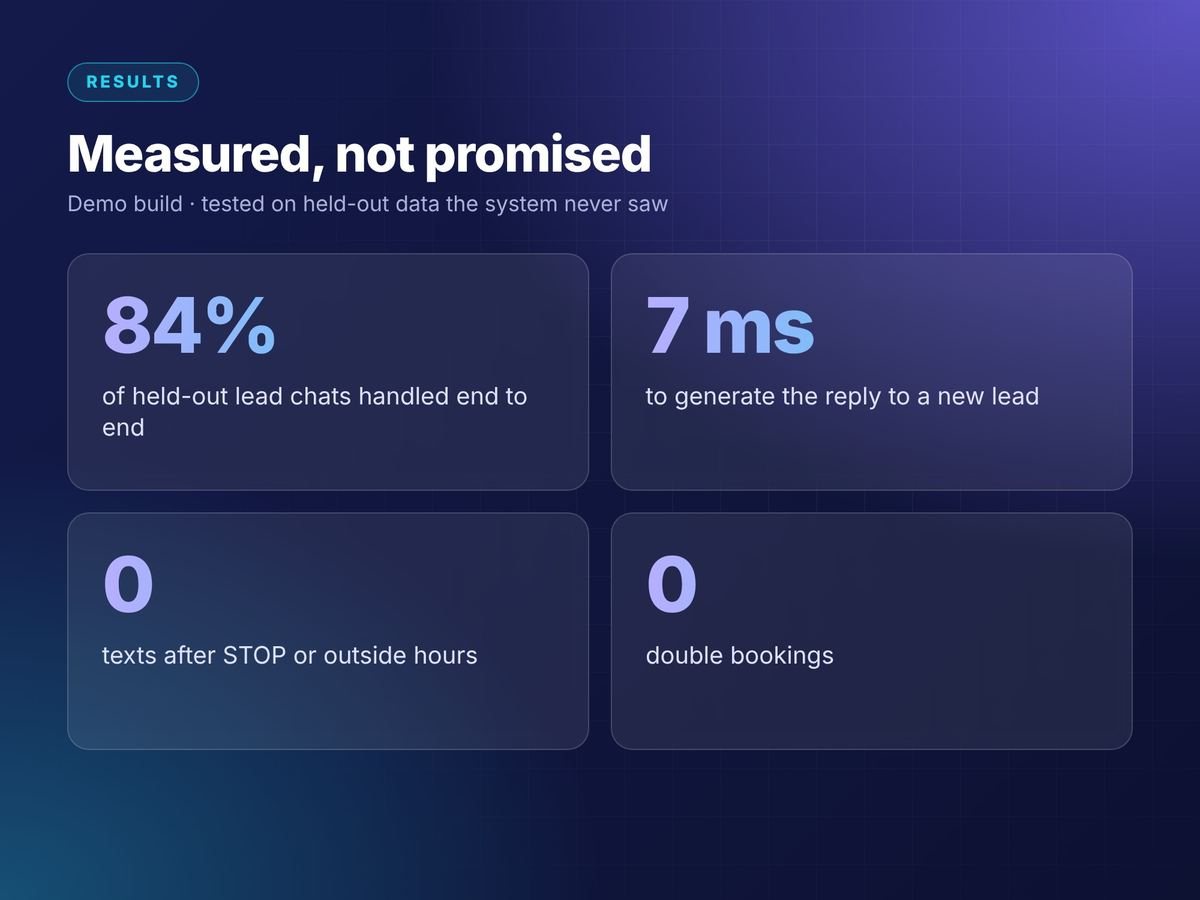 RESULTS
Measured, not promised
Demo build · tested on held-out data the system never saw
84%
of held-out lead chats handled end to
end
7 ms
to generate the reply to a new lead
0
texts after STOP or outside hours
0
double bookings